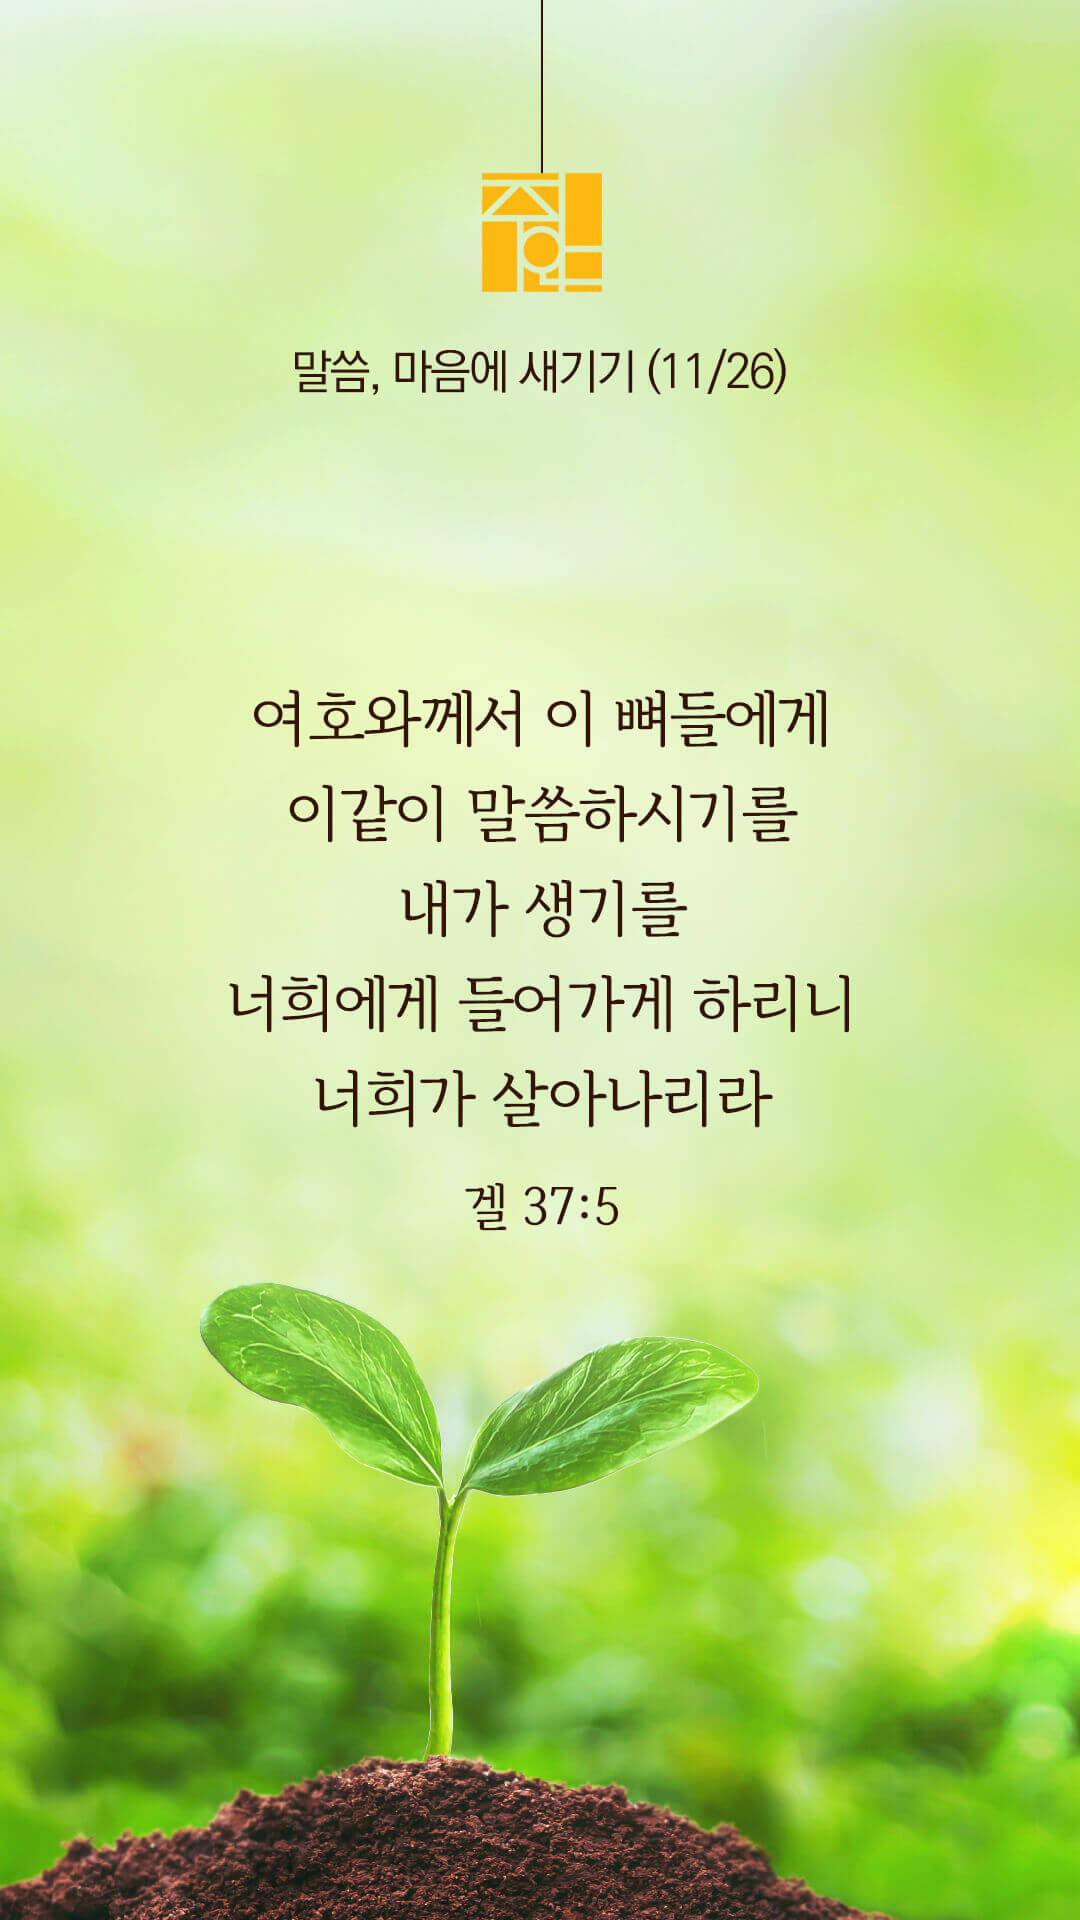 말씀, 마음에 새기기 (11/26)
여호와께서 이 뼈들에게
이같이 말씀하시기를
내가 생기를
너희에게 들어가게 하리니
너희가 살아나리라
겔 37:5